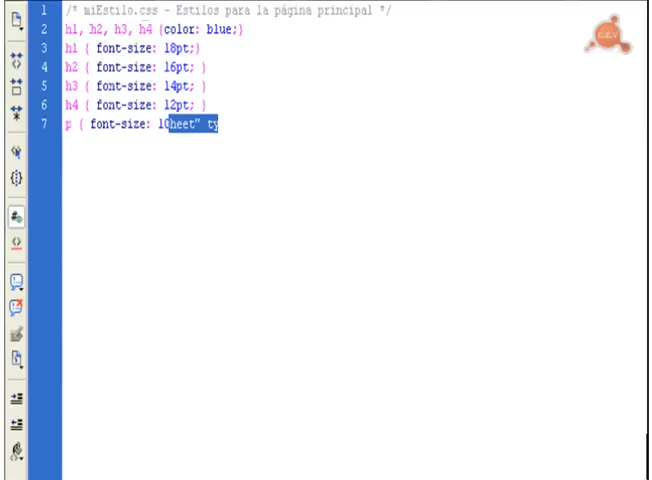 1 /* miEstilo.css - Estilos para la página principal */
2 h1, h2, h3, h4 {color: blue;}
3 h1 { font-size: 18pt;}
4 h2 { font-size: 16pt; }
5 h3 { font-size: 14pt; }
6 h4 { font-size: 12pt; }
7 p { font-size: 10heet" ty
C.E.V